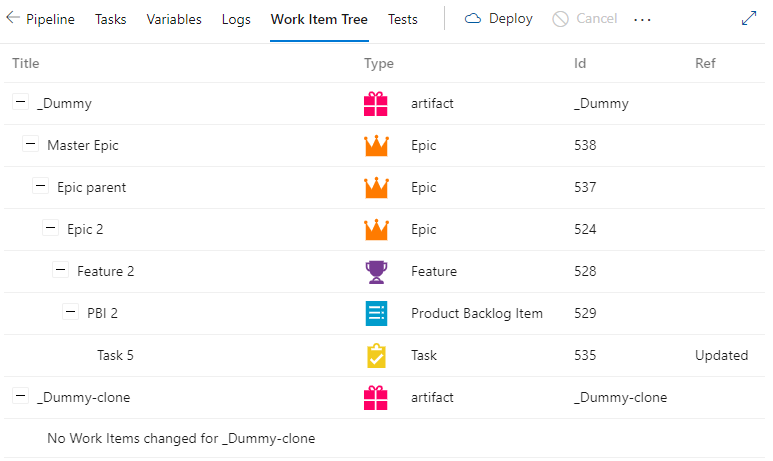 Pipeline Tasks Variables Logs Work Item Tree Tests Deploy Cancel ...
Title Type Id Ref
_Dummy artifact _Dummy
Master Epic Epic 538
Epic parent Epic 537
Epic 2 Epic 524
Feature 2 Feature 528
PBI 2 Product Backlog Item 529
Task 5 Task 535 Updated
_Dummy-clone artifact _Dummy-clone
No Work Items changed for _Dummy-clone